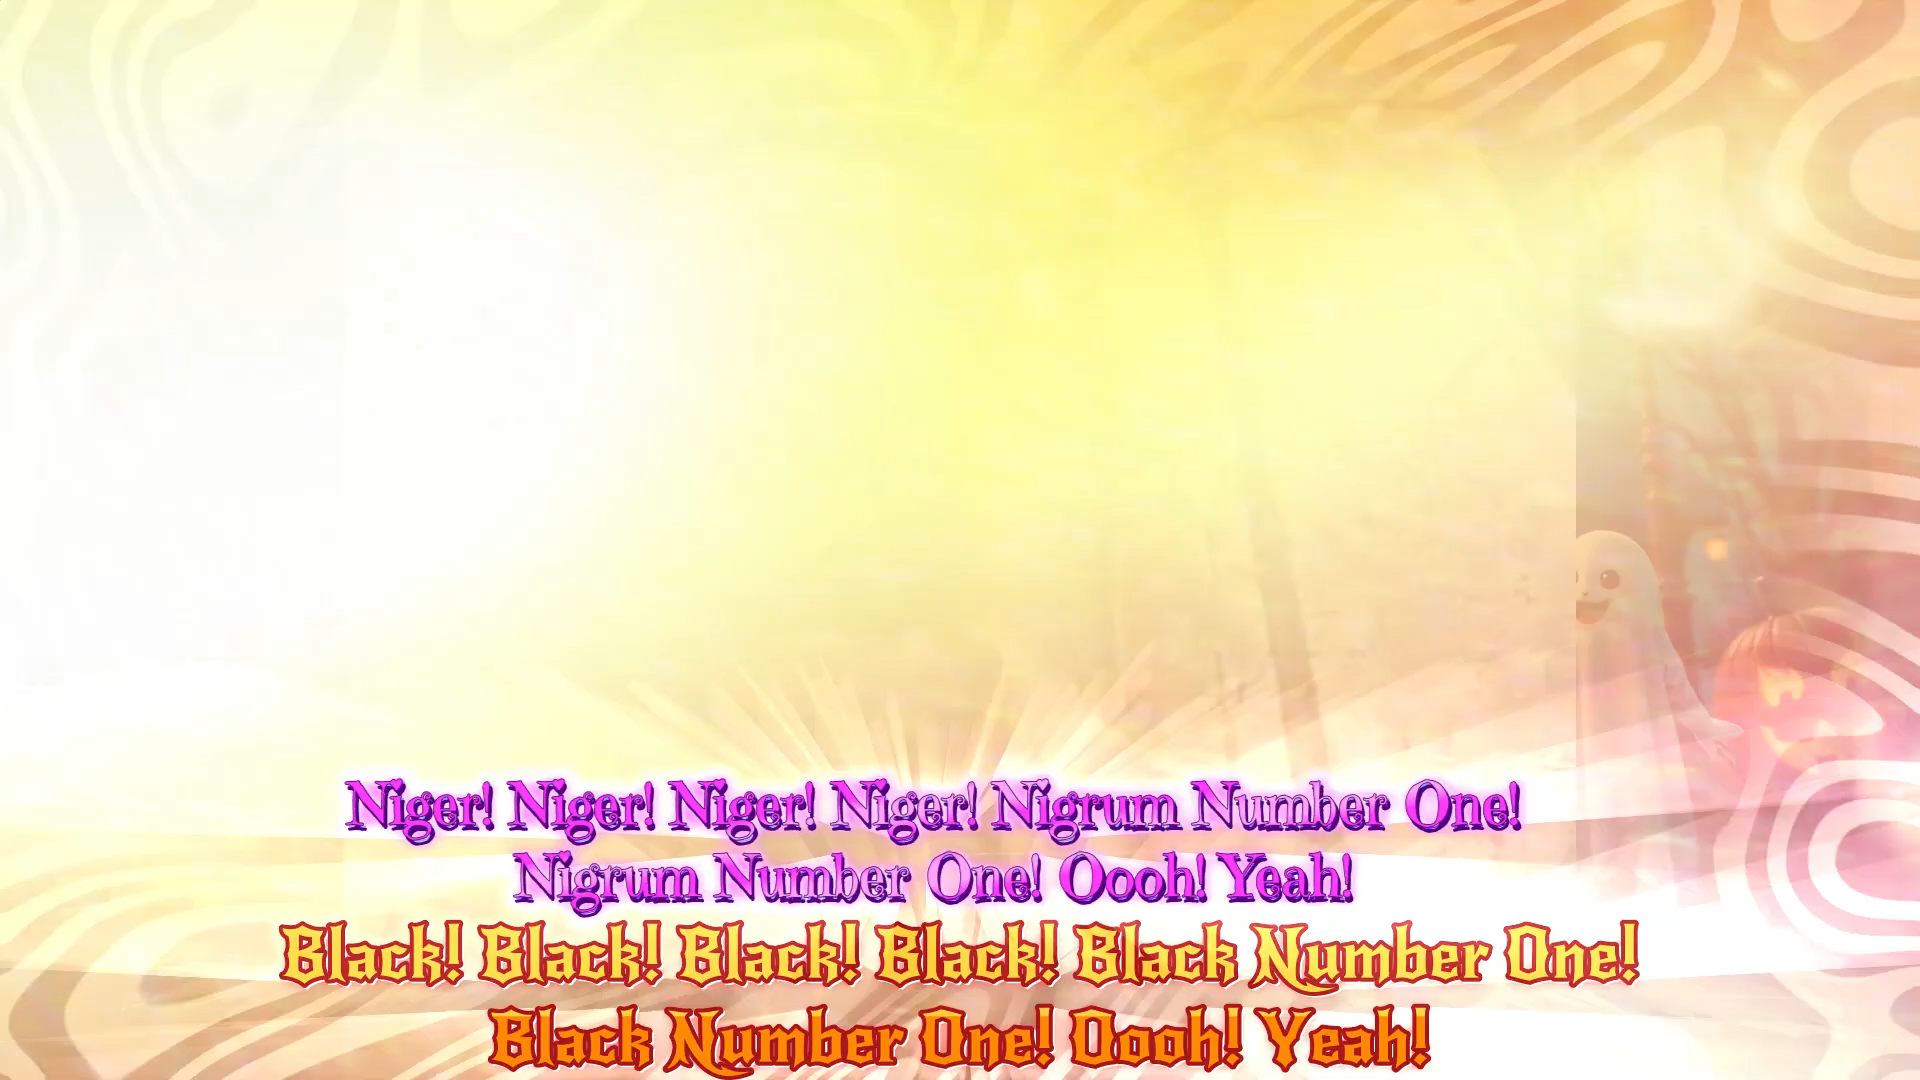 Niger! Niger! Niger! Niger! Nigrum Number One!
Nigrum Number One! Oooh! Yeah!
Black! Black! Black! Black! Black Number One!
Black Number One! Oooh! Yeah!